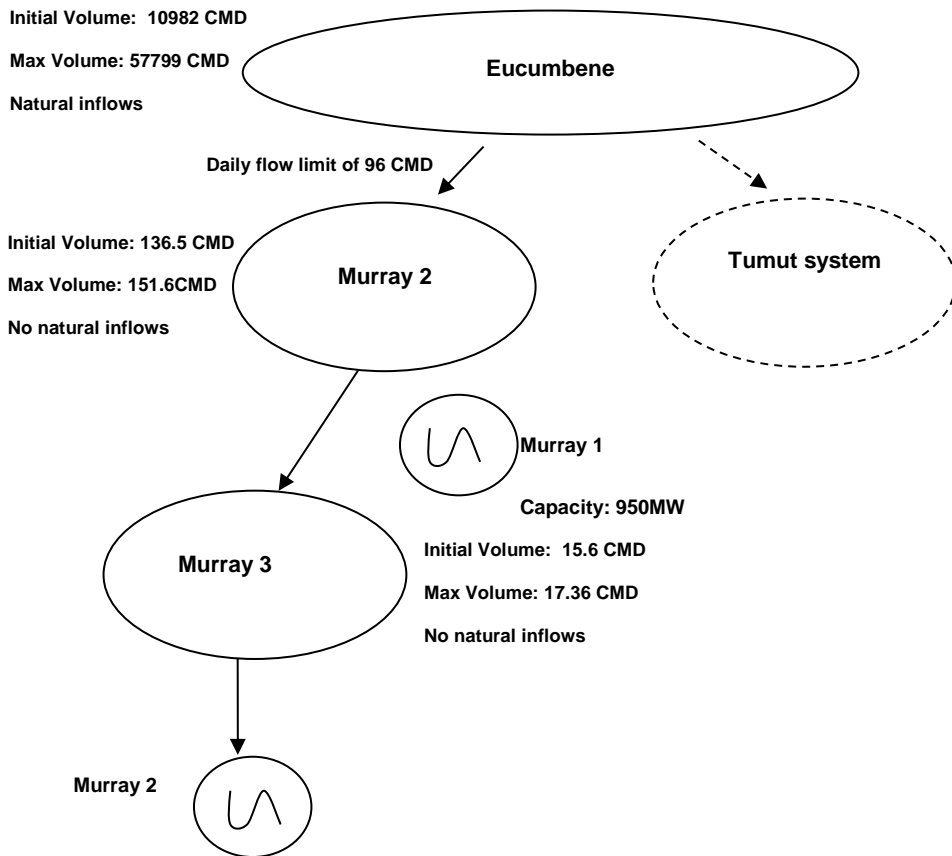 Initial Volume: 10982 CMD
Max Volume: 57799 CMD
Natural inflows
Eucumbene
Daily flow limit of 96 CMD
Initial Volume: 136.5 CMD
Max Volume: 151.6CMD
No natural inflows
Murray 2
Tumut system
Murray 1
Capacity: 950MW
Murray 3
Initial Volume: 15.6 CMD
Max Volume: 17.36 CMD
No natural inflows
Murray 2